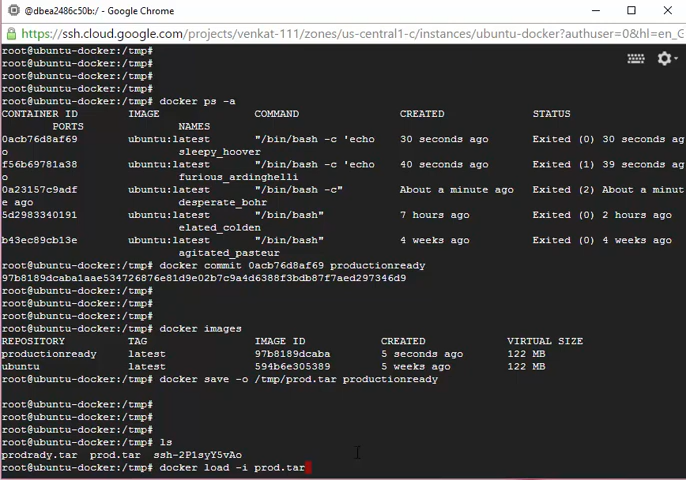 @dbea2486c50b:/ - Google Chrome
https://ssh.cloud.google.com/projects/venkat-111/zones/us-central1-c/instances/ubuntu-docker?authuser=0&hl=en_G
root@ubuntu-docker:/tmp#
root@ubuntu-docker:/tmp#
root@ubuntu-docker:/tmp#
root@ubuntu-docker:/tmp#
root@ubuntu-docker:/tmp# docker ps -a
CONTAINER ID IMAGE COMMAND CREATED STATUS
PORTS NAMES
0acb76d8af69 ubuntu:latest "/bin/bash -c 'echo 30 seconds ago Exited (0) 30 seconds ag
o sleepy_hoover
f56b69781a38 ubuntu:latest "/bin/bash -c 'echo 40 seconds ago Exited (1) 39 seconds ag
o furious_ardinghelli
0a23157c9adf ubuntu:latest "/bin/bash -c" About a minute ago Exited (2) About a minut
e ago desperate_bohr
5d2983340191 ubuntu:latest "/bin/bash" 7 hours ago Exited (0) 2 hours ago
elated_colden
b43ec89cb13e ubuntu:latest "/bin/bash" 4 weeks ago Exited (0) 4 weeks ago
agitated_pasteur
root@ubuntu-docker:/tmp# docker commit 0acb76d8af69 productionready
97b8189dcaba1aae534726876e81d9e02b7c9a4d6388f3bdb87f7aed297346d9
root@ubuntu-docker:/tmp#
root@ubuntu-docker:/tmp#
root@ubuntu-docker:/tmp#
root@ubuntu-docker:/tmp# docker images
REPOSITORY TAG IMAGE ID CREATED VIRTUAL SIZE
productionready latest 97b8189dcaba 5 seconds ago 122 MB
ubuntu latest 594b6e305389 5 weeks ago 122 MB
root@ubuntu-docker:/tmp# docker save -o /tmp/prod.tar productionready
root@ubuntu-docker:/tmp#
root@ubuntu-docker:/tmp#
root@ubuntu-docker:/tmp#
root@ubuntu-docker:/tmp# ls
prodrady.tar prod.tar ssh-2P1syY5vAo
root@ubuntu-docker:/tmp# docker load -i prod.tar